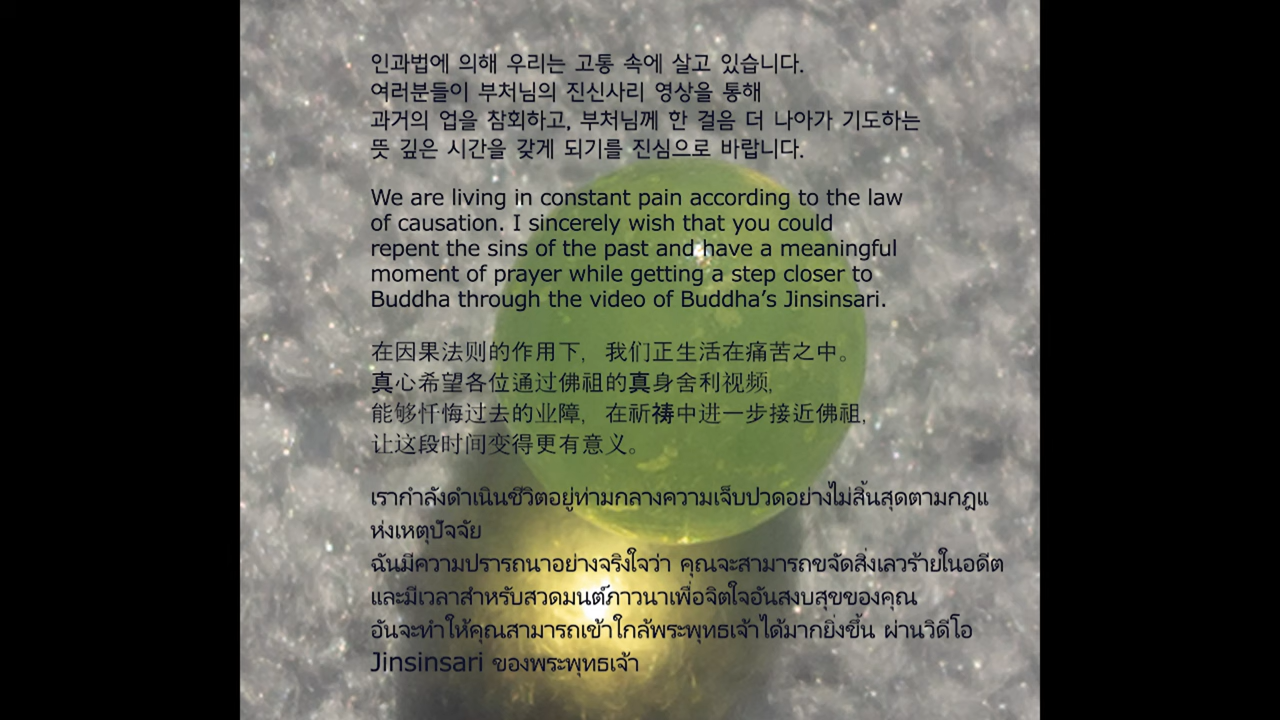 인과법에 의해 우리는 고통 속에 살고 있습니다.
여러분들이 부처님의 진신사리 영상을 통해
과거의 업을 참회하고, 부처님께 한 걸음 더 나아가 기도하는
뜻 깊은 시간을 갖게 되기를 진심으로 바랍니다.
We are living in constant pain according to the law
of causation. I sincerely wish that you could
repent the sins of the past and have a meaningful
moment of prayer while getting a step closer to
Buddha through the video of Buddha’s Jinsinsari.
在因果法则的作用下, 我们正生活在痛苦之中。
真心希望各位通过佛祖的真身舍利视频,
能够忏悔过去的业障, 在祈祷中进一步接近佛祖,
让这段时间变得更有意义。
เรากำลังดำเนินชีวิตอยู่ท่ามกลางความเจ็บปวดอย่างไม่สิ้นสุดตามกฎแ
ห่งเหตุปัจจัย
ฉันมีความปรารถนาอย่างจริงใจว่า คุณจะสามารถขจัดสิ่งเลวร้ายในอดีต
และมีเวลาสำหรับสวดมนต์ภาวนาเพื่อจิตใจอันสงบสุขของคุณ
อันจะทำให้คุณสามารถเข้าใกล้พระพุทธเจ้าได้มากยิ่งขึ้น ผ่านวิดีโอ
Jinsinsari ของพระพุทธเจ้า